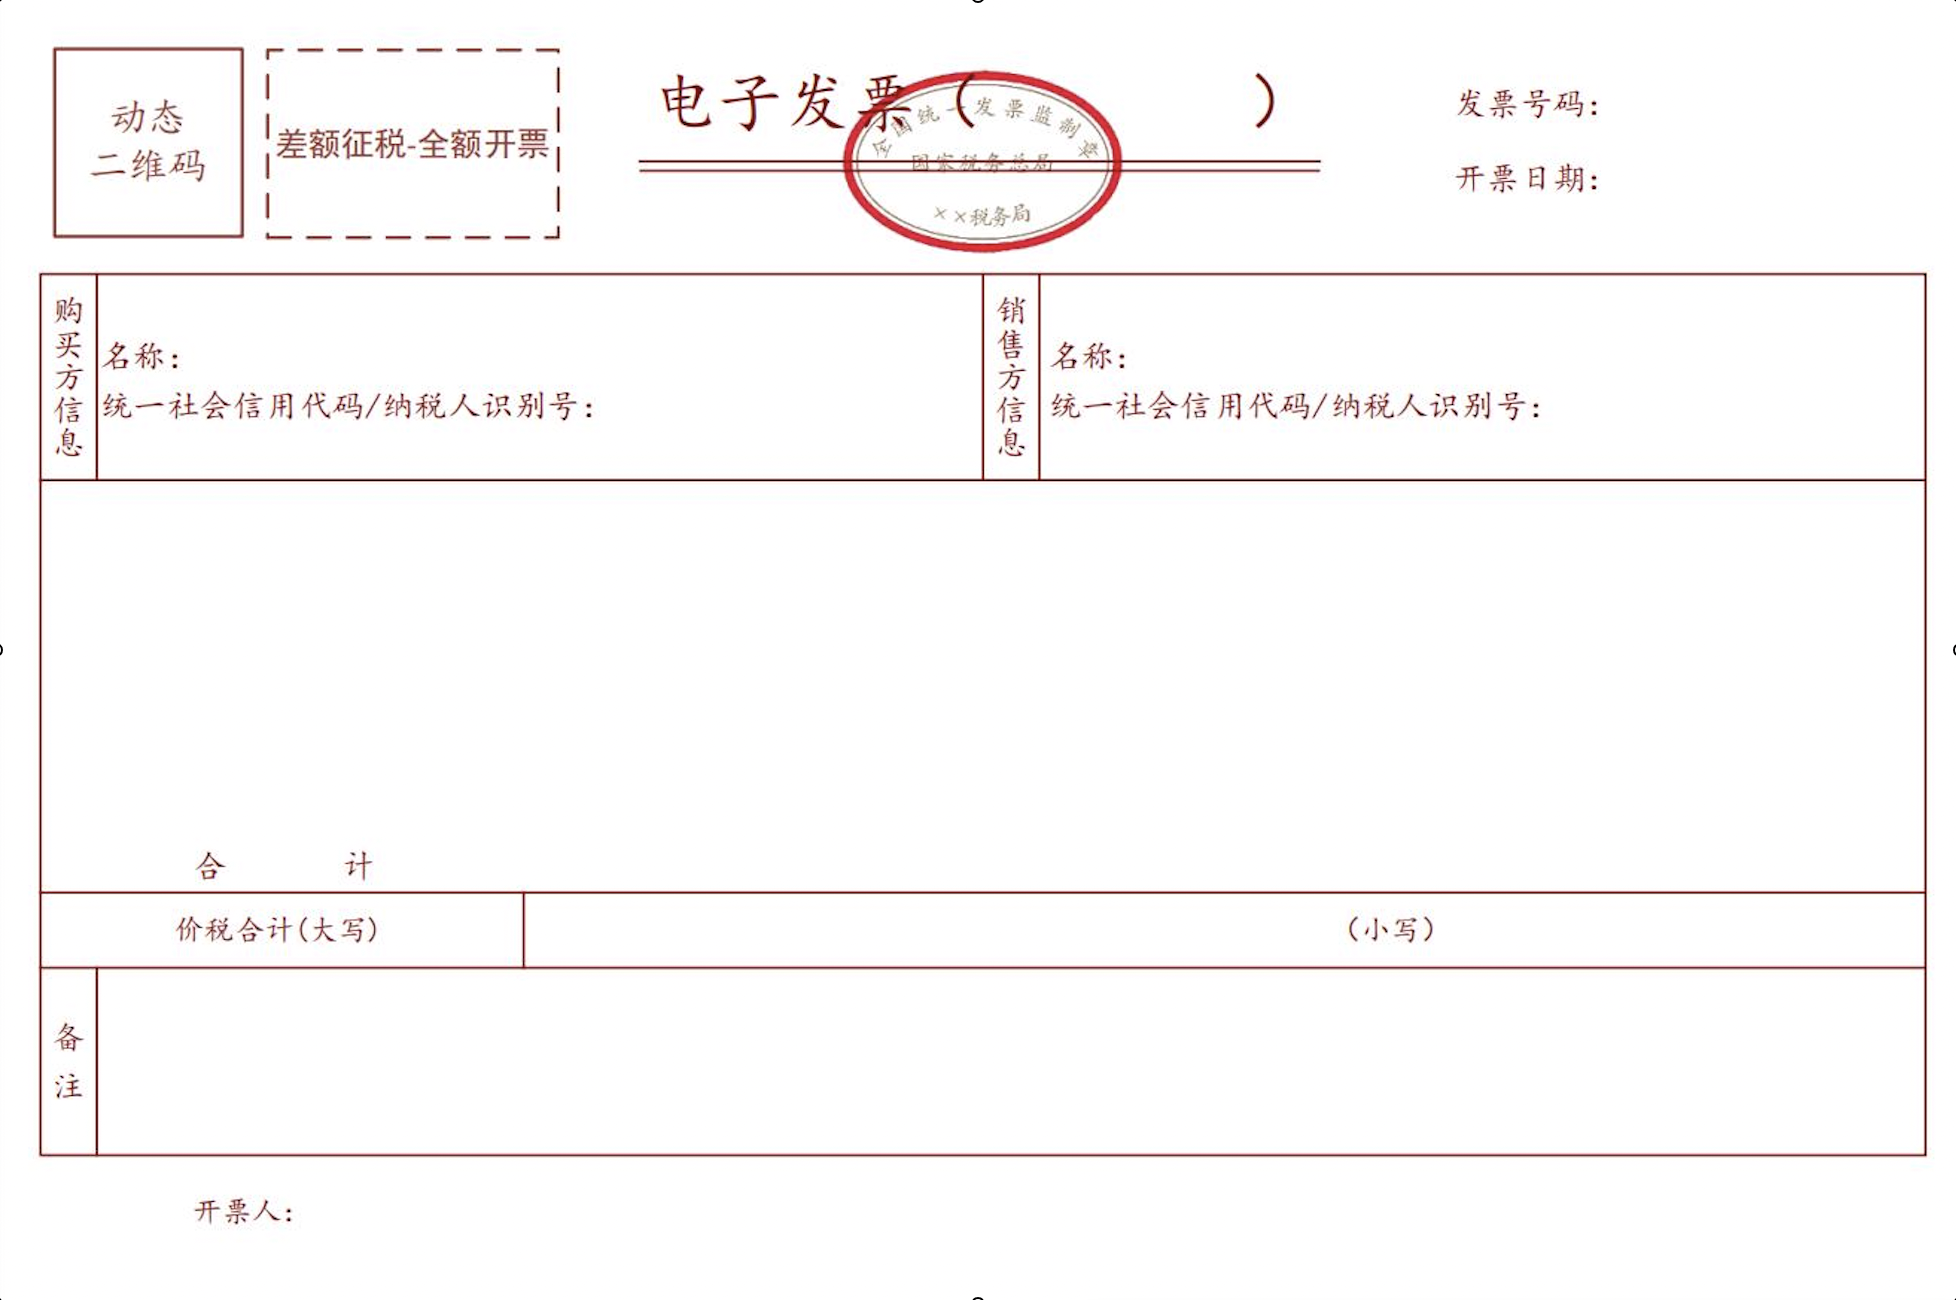 动态
二维码
差额征税-全额开票
电子发票（ ）
全国统一发票监制章
国家税务总局
××税务局
发票号码：
开票日期：
购买方信息
名称：
统一社会信用代码/纳税人识别号：
销售方信息
名称：
统一社会信用代码/纳税人识别号：
合 计
价税合计(大写)
（小写）
备注
开票人：